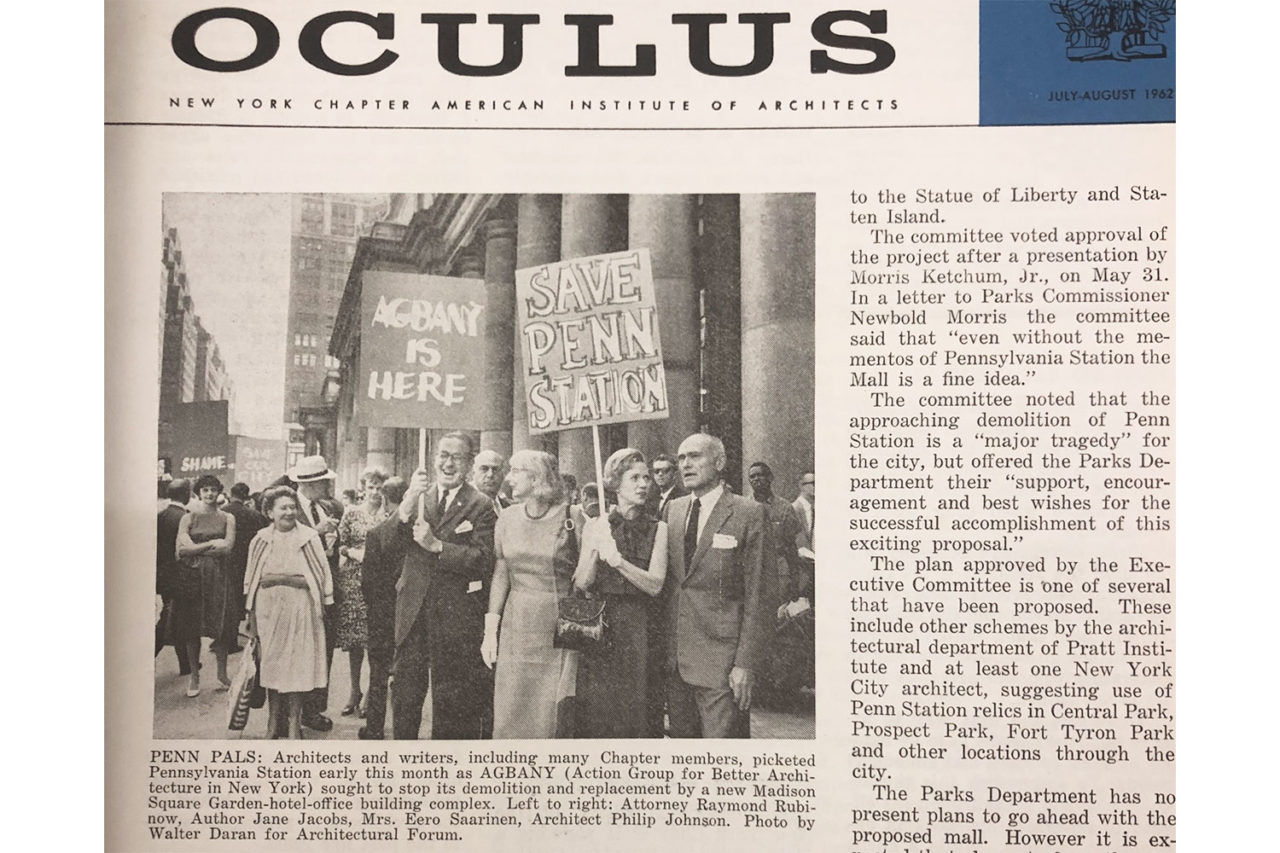 OCULUS
NEW YORK CHAPTER AMERICAN INSTITUTE OF ARCHITECTS
JULY-AUGUST 1962
AGBANY
IS
HERE
SAVE
PENN
STATION
SHAME
SAVE
OUR
PENN PALS: Architects and writers, including many Chapter members, picketed
Pennsylvania Station early this month as AGBANY (Action Group for Better Archi-
tecture in New York) sought to stop its demolition and replacement by a new Madison
Square Garden-hotel-office building complex. Left to right: Attorney Raymond Rubi-
now, Author Jane Jacobs, Mrs. Eero Saarinen, Architect Philip Johnson. Photo by
Walter Daran for Architectural Forum.
to the Statue of Liberty and Sta-
ten Island.
The committee voted approval of
the project after a presentation by
Morris Ketchum, Jr., on May 31.
In a letter to Parks Commissioner
Newbold Morris the committee
said that “even without the me-
mentos of Pennsylvania Station the
Mall is a fine idea.”
The committee noted that the
approaching demolition of Penn
Station is a “major tragedy” for
the city, but offered the Parks De-
partment their “support, encour-
agement and best wishes for the
successful accomplishment of this
exciting proposal.”
The plan approved by the Exe-
cutive Committee is one of several
that have been proposed. These
include other schemes by the archi-
tectural department of Pratt Insti-
tute and at least one New York
City architect, suggesting use of
Penn Station relics in Central Park,
Prospect Park, Fort Tyron Park
and other locations through the
city.
The Parks Department has no
present plans to go ahead with the
proposed mall. However it is ex-